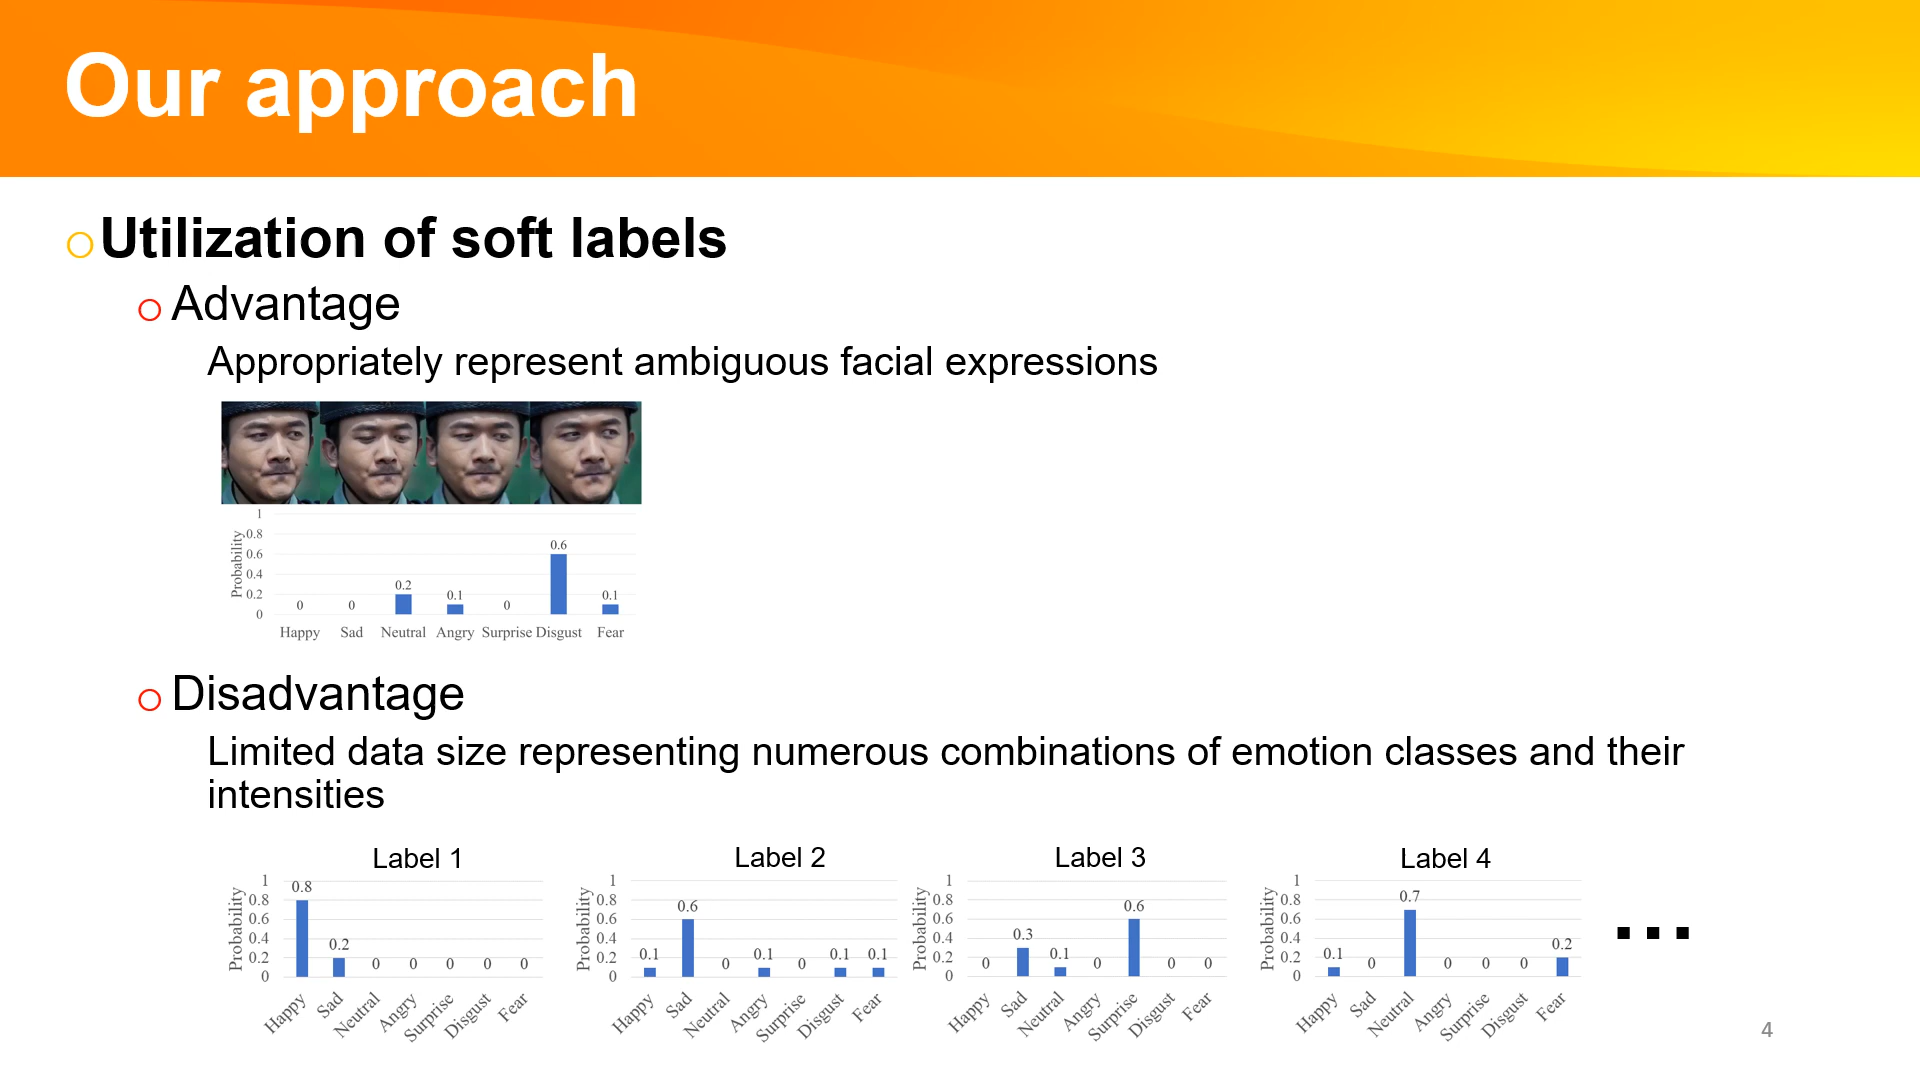 Our approach
Utilization of soft labels
Advantage
Appropriately represent ambiguous facial expressions
1
0.8
0.6
0.4
0.2
0
Probability
0 0 0.2 0.1 0 0.6 0.1
Happy Sad Neutral Angry Surprise Disgust Fear
Disadvantage
Limited data size representing numerous combinations of emotion classes and their
intensities
Label 1
1
0.8
0.6
0.4
0.2
0
Probability
0.8 0.2 0 0 0 0 0
Happy Sad Neutral Angry Surprise Disgust Fear
Label 2
1
0.8
0.6
0.4
0.2
0
Probability
0.1 0.6 0 0.1 0 0.1 0.1
Happy Sad Neutral Angry Surprise Disgust Fear
Label 3
1
0.8
0.6
0.4
0.2
0
Probability
0 0.3 0.1 0 0.6 0 0
Happy Sad Neutral Angry Surprise Disgust Fear
Label 4
1
0.8
0.6
0.4
0.2
0
Probability
0.1 0 0.7 0 0 0 0.2
Happy Sad Neutral Angry Surprise Disgust Fear
...
4